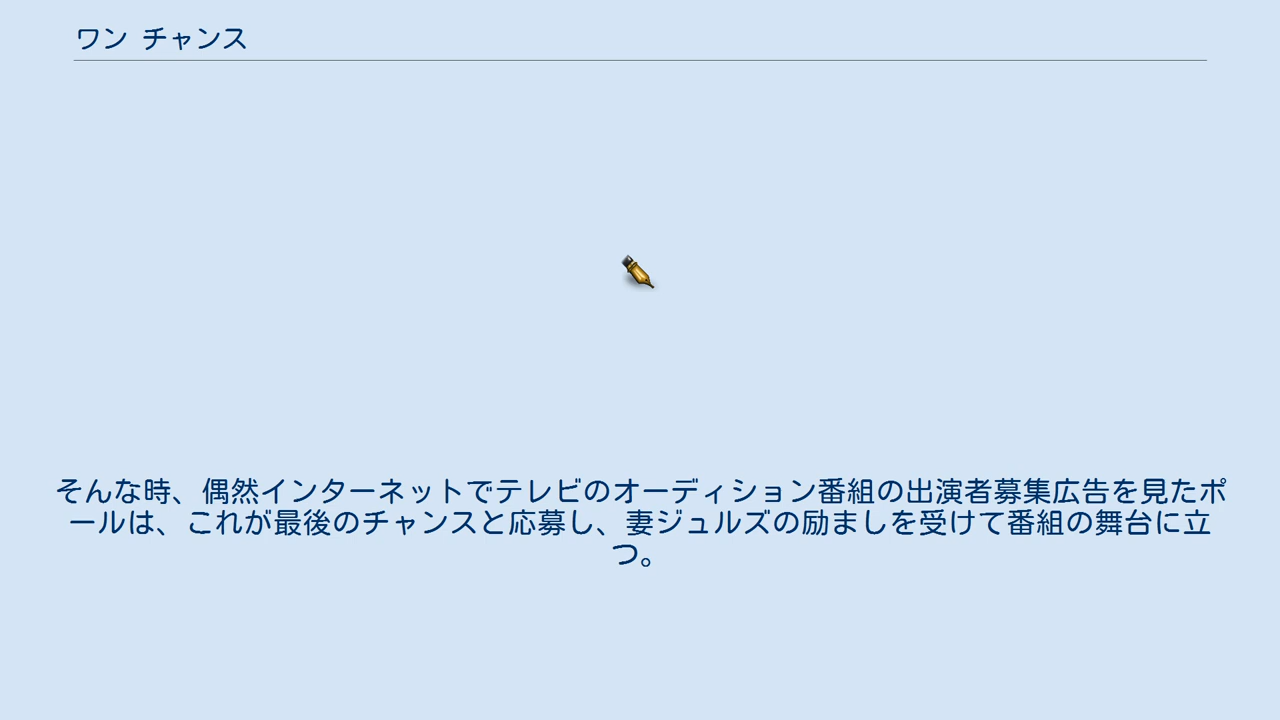 ワン チャンス
そんな時、偶然インターネットでテレビのオーディション番組の出演者募集広告を見たポ
ールは、これが最後のチャンスと応募し、妻ジュルズの励ましを受けて番組の舞台に立
つ。